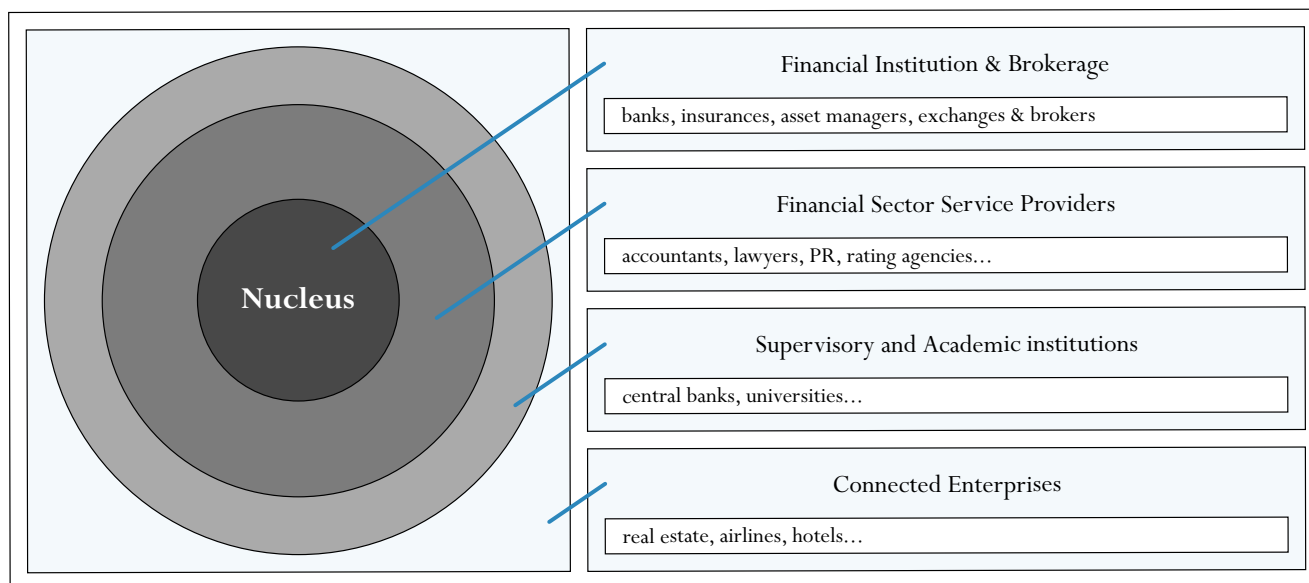 Nucleus
Financial Institution & Brokerage
banks, insurances, asset managers, exchanges & brokers
Financial Sector Service Providers
accountants, lawyers, PR, rating agencies…
Supervisory and Academic institutions
central banks, universities…
Connected Enterprises
real estate, airlines, hotels…